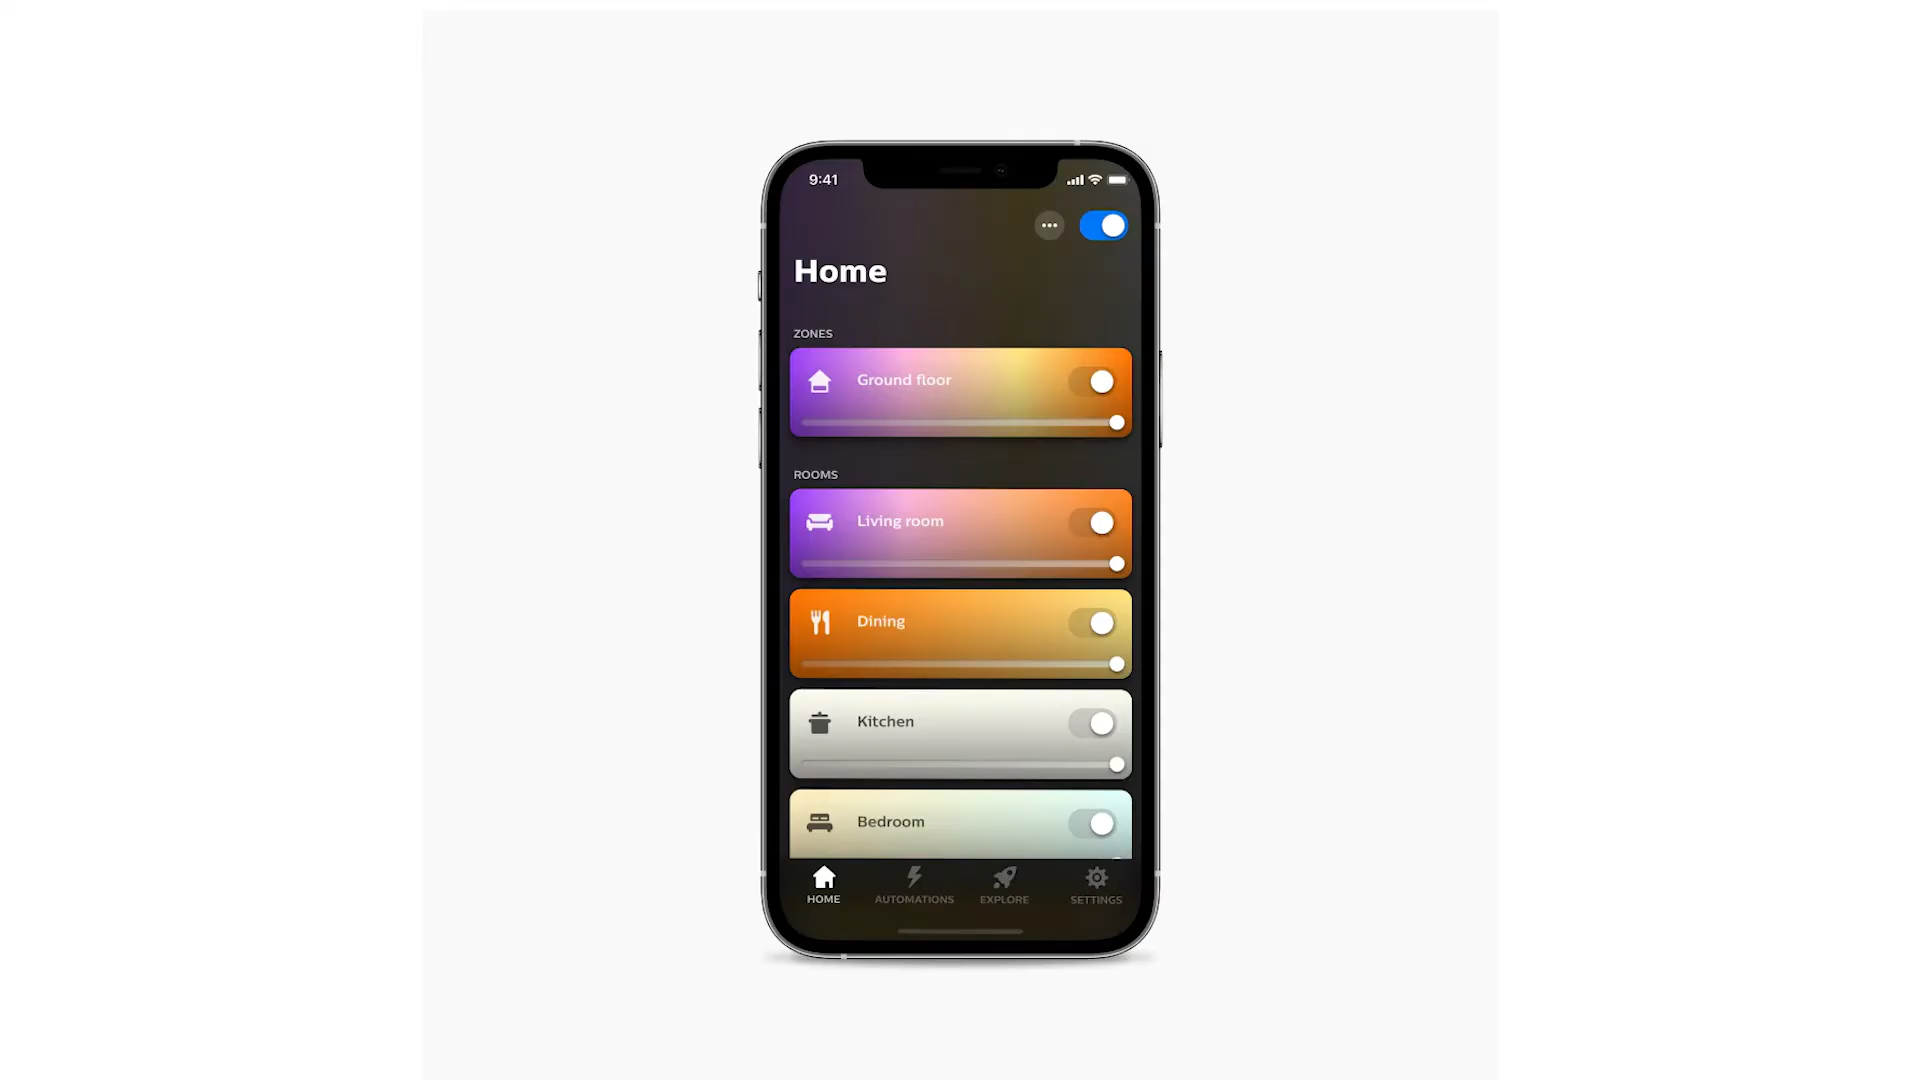 9:41
Home
ZONES
Ground floor
ROOMS
Living room
Dining
Kitchen
Bedroom
HOME
AUTOMATIONS
EXPLORE
SETTINGS